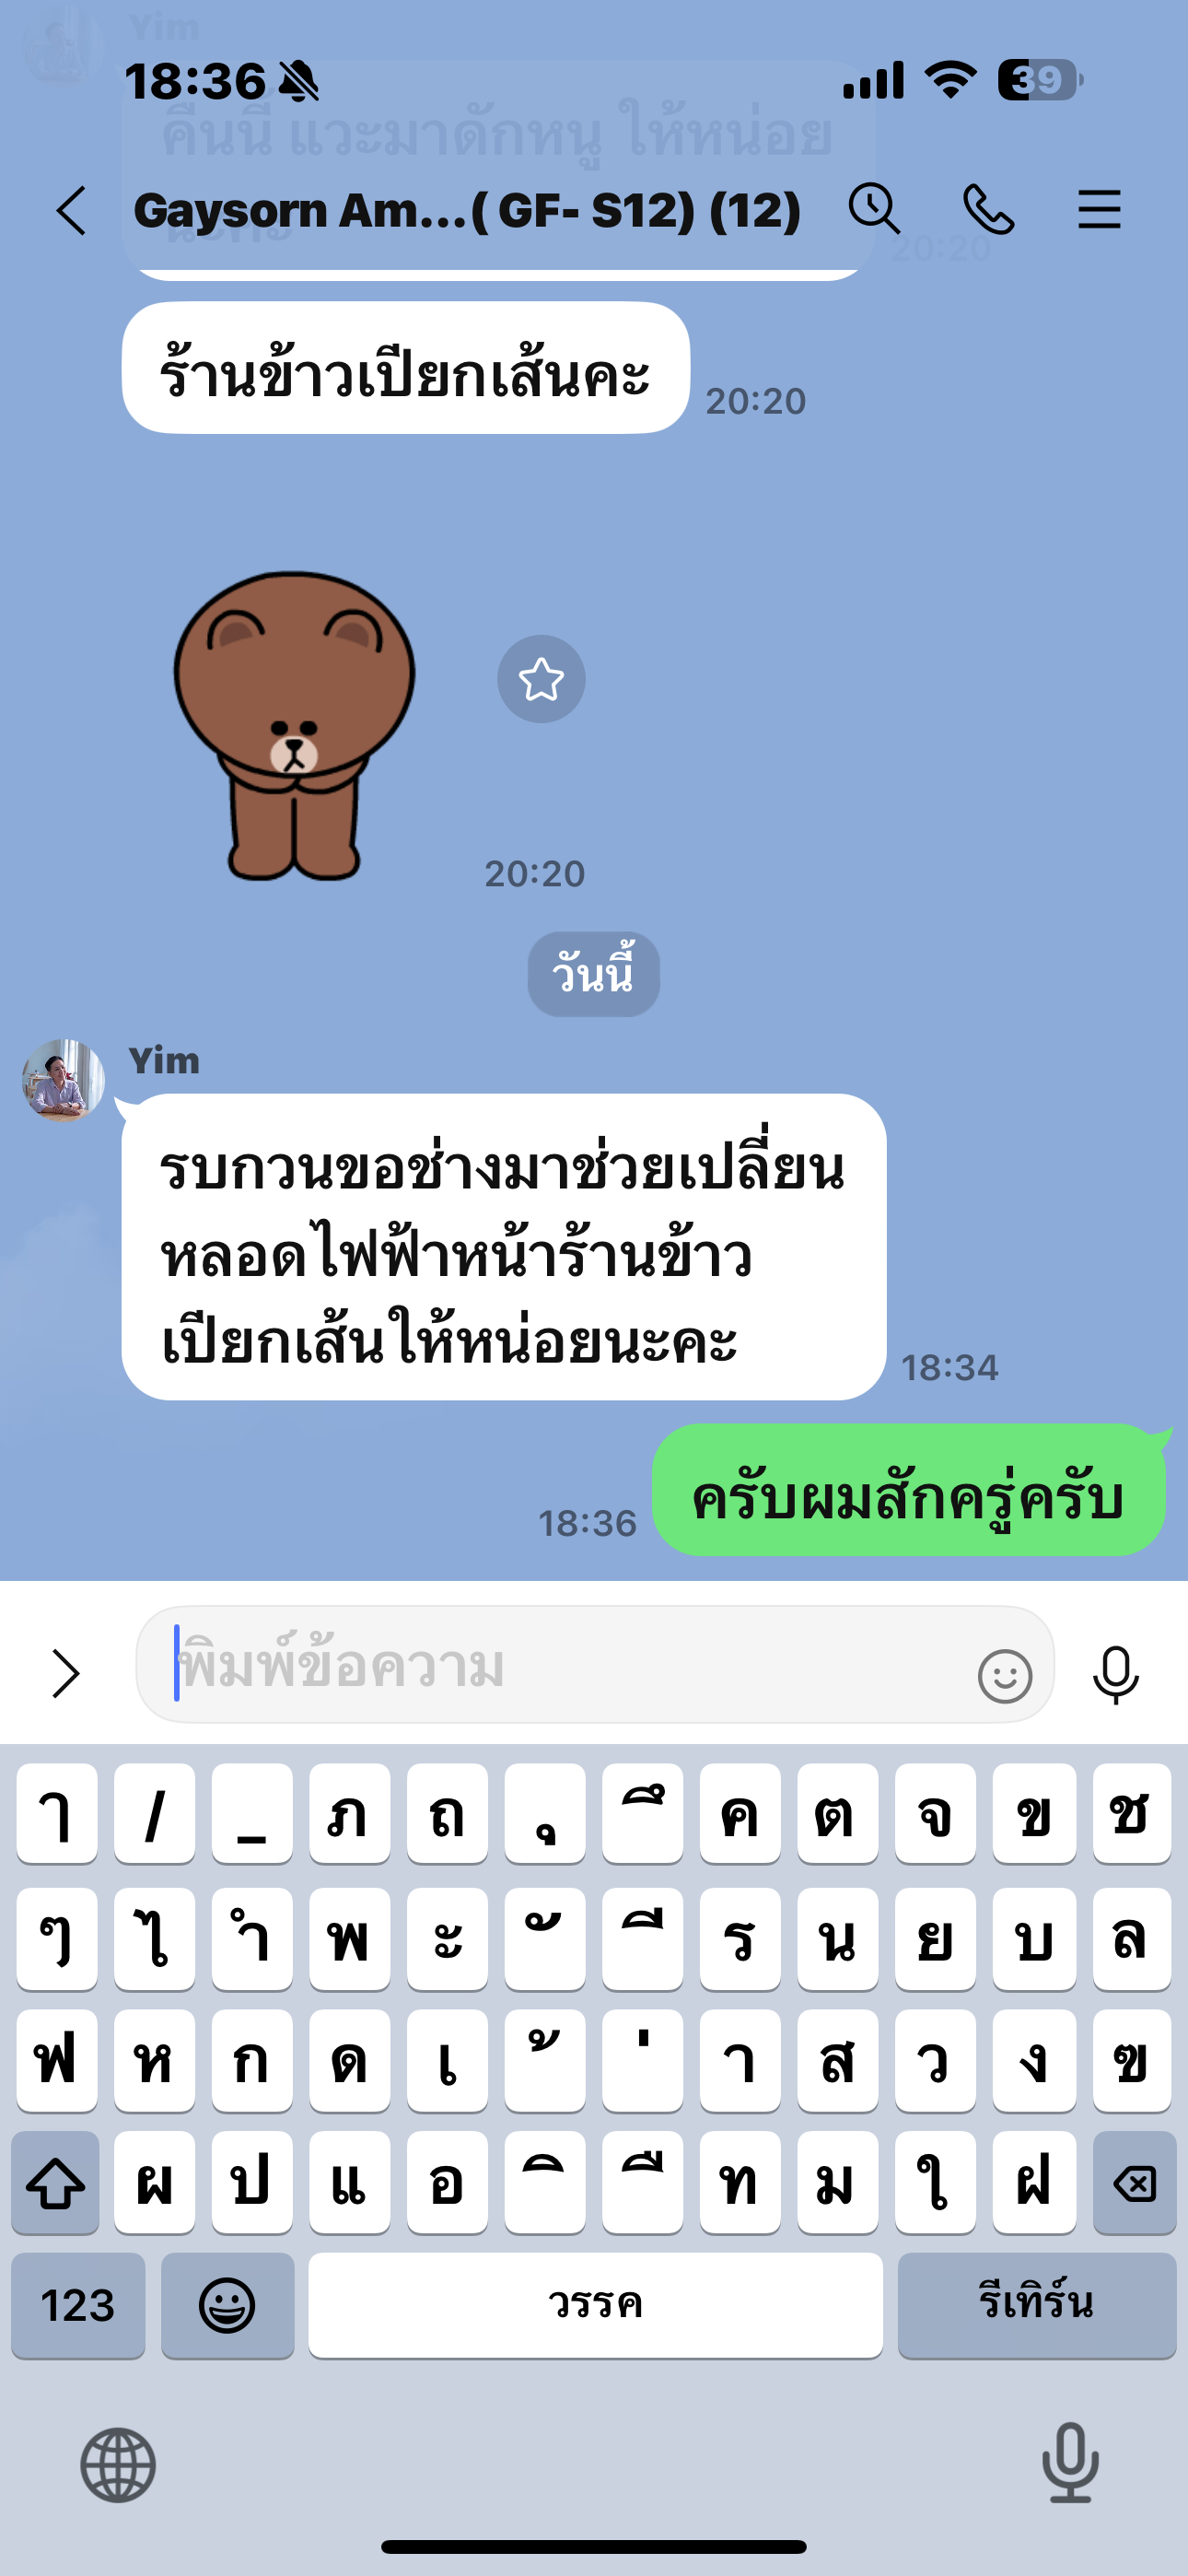 Yim
18:36
39
คืนนี้ แวะมาดักหนู ให้หน่อย
นะคะ
Gaysorn Am...( GF- S12) (12)
20:20
ร้านข้าวเปียกเส้นคะ
20:20
20:20
วันนี้
Yim
รบกวนขอช่างมาช่วยเปลี่ยน
หลอดไฟฟ้าหน้าร้านข้าว
เปียกเส้นให้หน่อยนะคะ
18:34
ครับผมสักครู่ครับ
18:36
พิมพ์ข้อความ
ๅ / _ ภ ถ ุ ึ ค ต จ ข ช
ๆ ไ ำ พ ะ ั ี ร น ย บ ล
ฟ ห ก ด เ ้ ่ า ส ว ง ฃ
ผ ป แ อ ิ ื ท ม ใ ฝ
123 วรรค รีเทิร์น